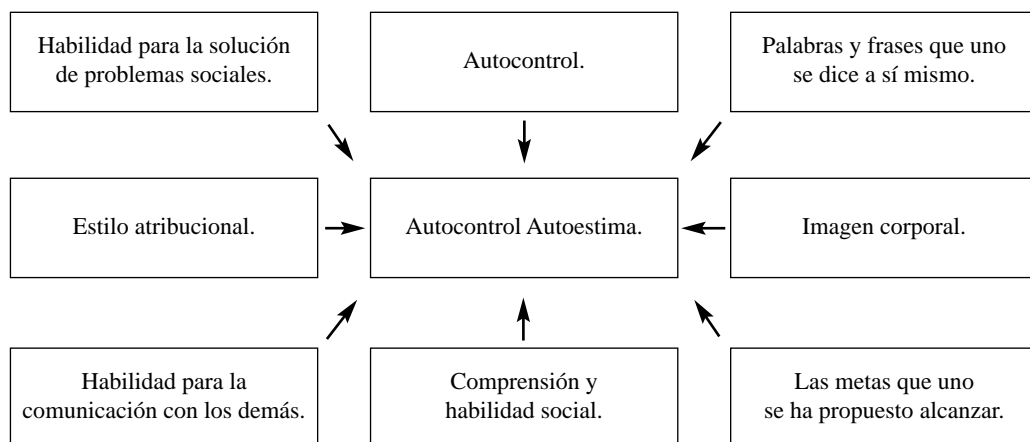 Habilidad para la solución
de problemas sociales.
Autocontrol.
Palabras y frases que uno
se dice a sí mismo.
Estilo atribucional.
Autocontrol Autoestima.
Imagen corporal.
Habilidad para la
comunicación con los demás.
Comprensión y
habilidad social.
Las metas que uno
se ha propuesto alcanzar.